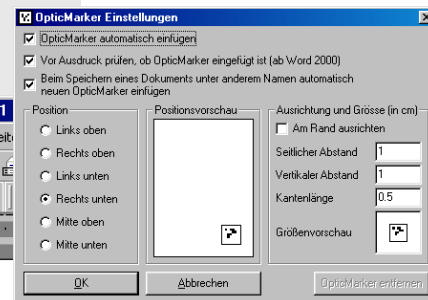 OpticMarker Einstellungen
OpticMarker automatisch einfügen
Vor Ausdruck prüfen, ob OpticMarker eingefügt ist (ab Word 2000)
Beim Speichern eines Dokuments unter anderem Namen automatisch
neuen OpticMarker einfügen
Position
Links oben
Rechts oben
Links unten
Rechts unten
Mitte oben
Mitte unten
Positionsvorschau
Ausrichtung und Grösse (in cm)
Am Rand ausrichten
Seitlicher Abstand 1
Vertikaler Abstand 1
Kantenlänge 0.5
Größenvorschau
OK
Abbrechen
OpticMarker entfernen